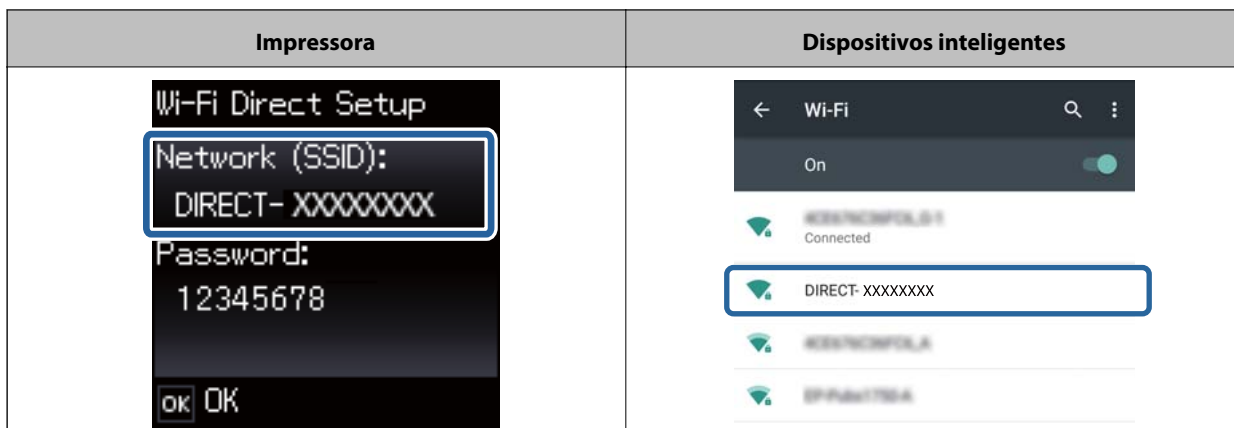 Impressora
Dispositivos inteligentes
Wi-Fi Direct Setup
Network (SSID):
DIRECT- XXXXXXXX
Password:
12345678
OK OK
Wi-Fi
On
Connected
DIRECT- XXXXXXXX